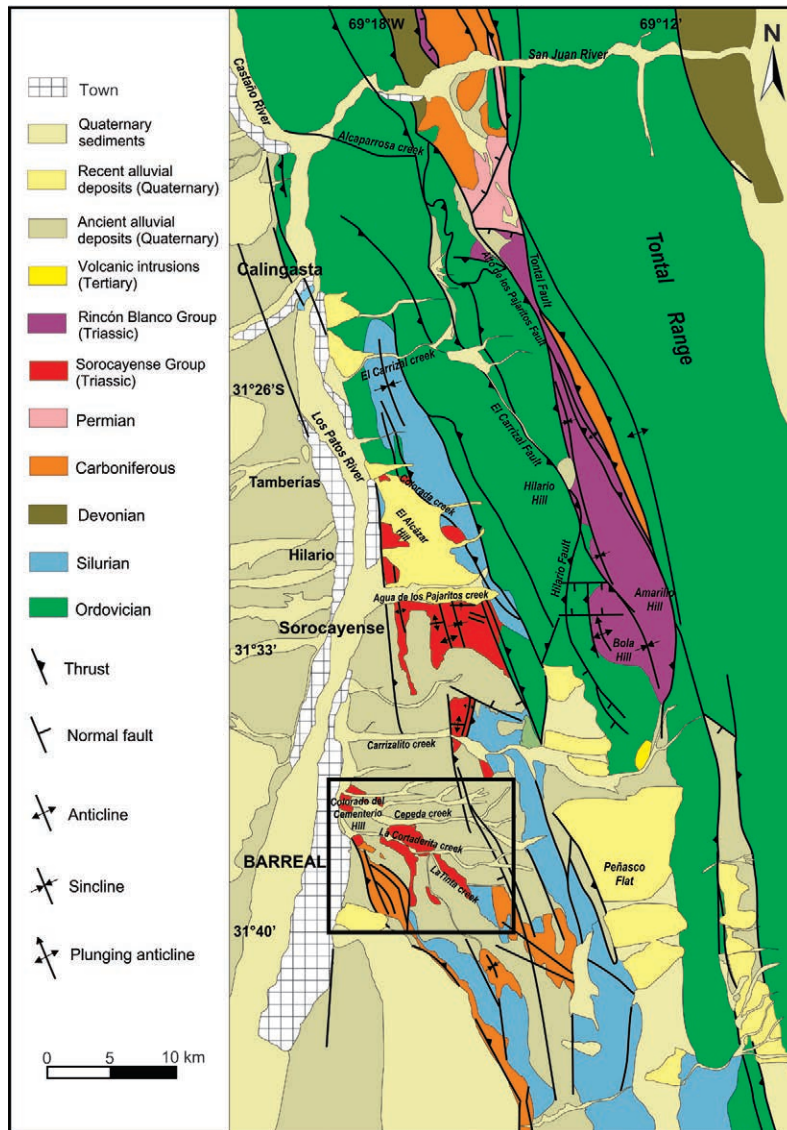 69°18'W
69°12'
N
San Juan River
Castaño River
Alcaparrosa creek
Town
Quaternary
sediments
Recent alluvial
deposits (Quaternary)
Ancient alluvial
deposits (Quaternary)
Volcanic intrusions
(Tertiary)
Rincón Blanco Group
(Triassic)
Sorocayense Group
(Triassic)
Permian
Carboniferous
Devonian
Silurian
Ordovician
Thrust
Normal fault
Anticline
Sincline
Plunging anticline
0 5 10 km
Calingasta
Tontal Range
Tontal Fault
Alto de los Pajaritos Fault
El Carrizal creek
31°26'S
Los Patos River
El Carrizal Fault
Tamberías
Colorada creek
El Alcázar
Hill
Hilario
Hill
Hilario
Hilario Fault
Amarillo
Hill
Agua de los Pajaritos creek
Sorocayense
31°33'
Bola
Hill
Carrizalito creek
Colorado del
Cementerio
Hill
Cepeda creek
La Cortaderita creek
BARREAL
La Tinta creek
Peñasco
Flat
31°40'